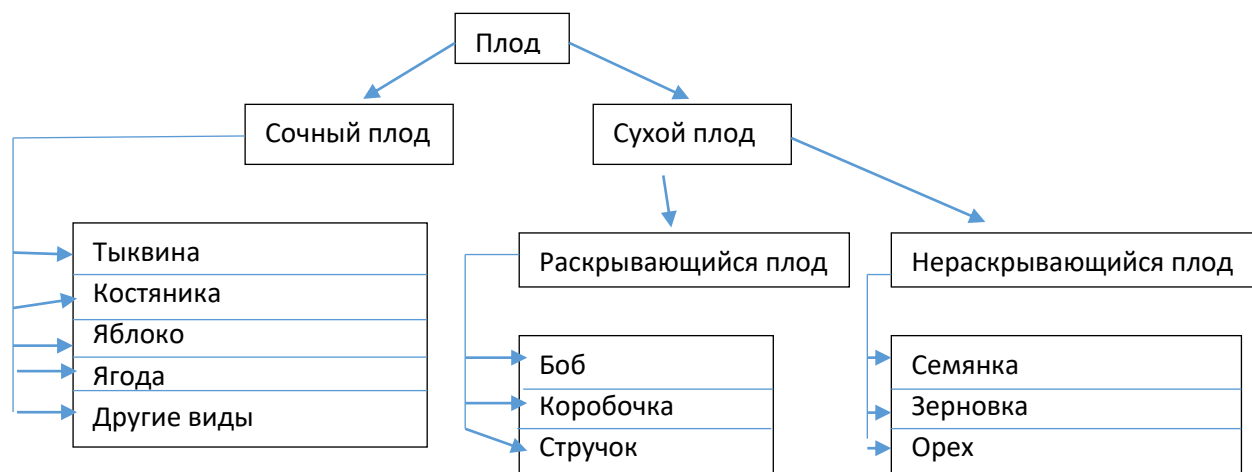 Плод
Сочный плод
Сухой плод
Тыквина
Костяника
Яблоко
Ягода
Другие виды
Раскрывающийся плод
Нераскрывающийся плод
Боб
Коробочка
Стручок
Семянка
Зерновка
Орех